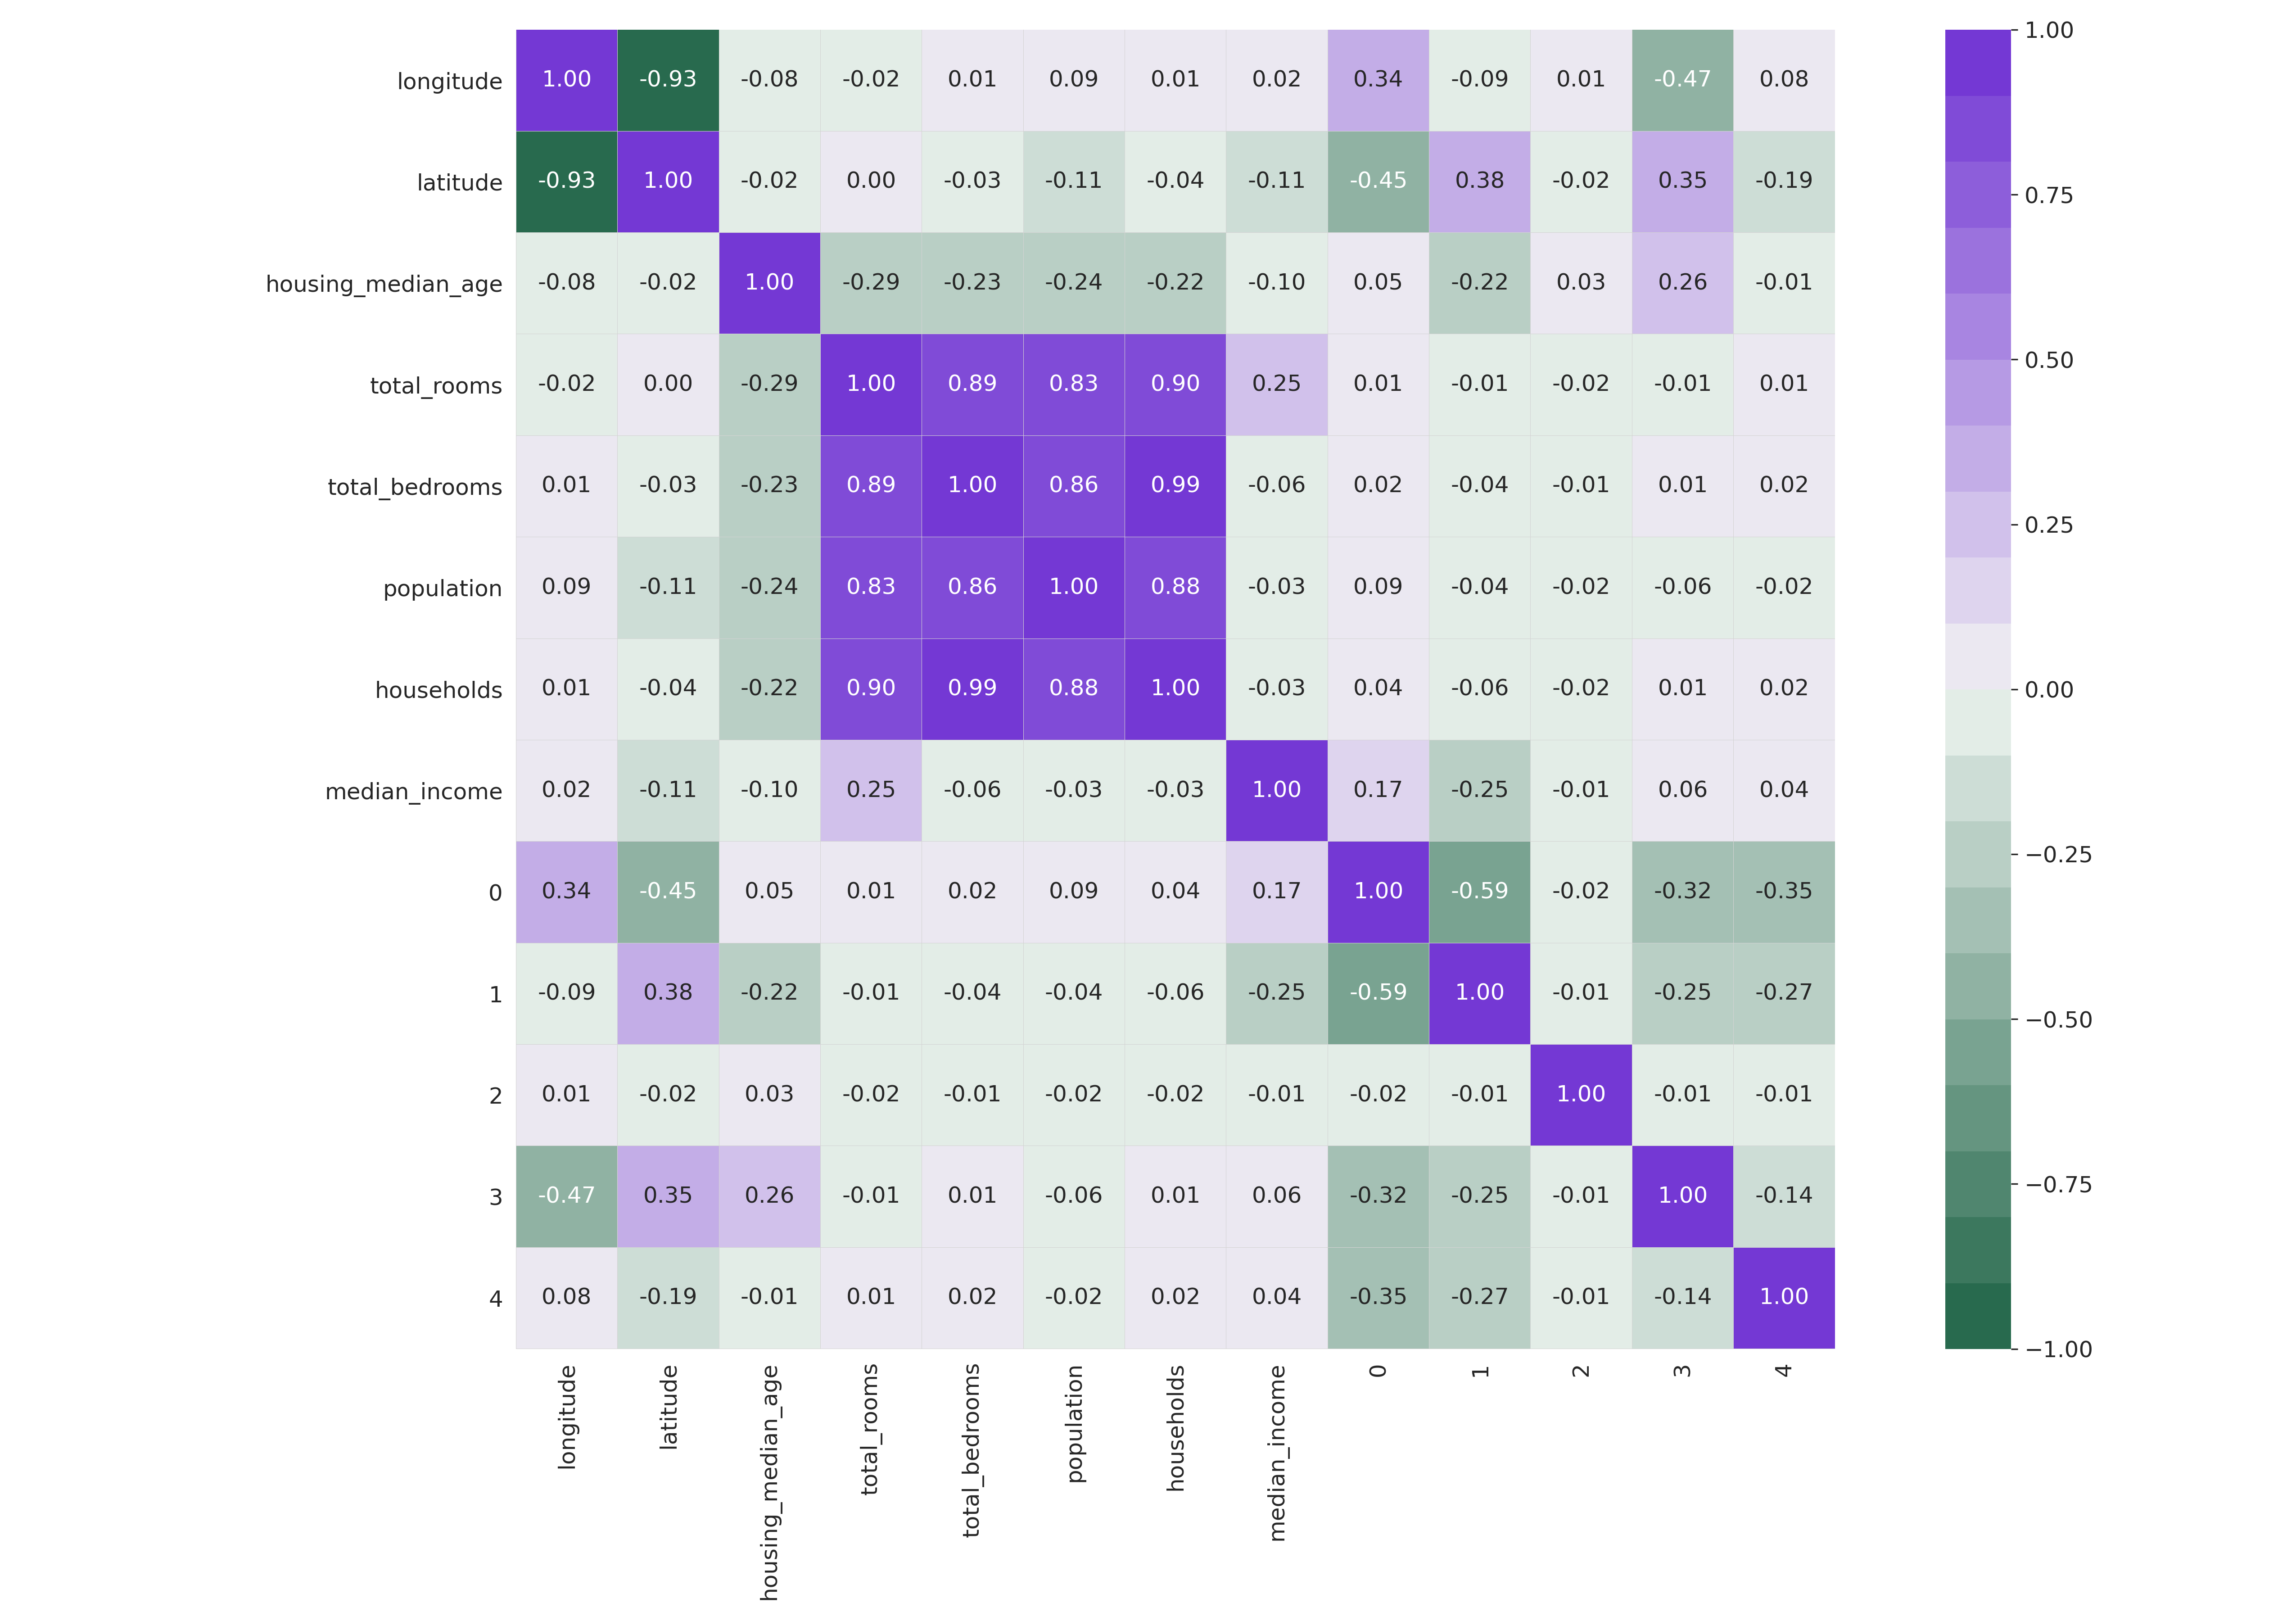 longitude 1.00 -0.93 -0.08 -0.02 0.01 0.09 0.01 0.02 0.34 -0.09 0.01 -0.47 0.08
latitude -0.93 1.00 -0.02 0.00 -0.03 -0.11 -0.04 -0.11 -0.45 0.38 -0.02 0.35 -0.19
housing_median_age -0.08 -0.02 1.00 -0.29 -0.23 -0.24 -0.22 -0.10 0.05 -0.22 0.03 0.26 -0.01
total_rooms -0.02 0.00 -0.29 1.00 0.89 0.83 0.90 0.25 0.01 -0.01 -0.02 -0.01 0.01
total_bedrooms 0.01 -0.03 -0.23 0.89 1.00 0.86 0.99 -0.06 0.02 -0.04 -0.01 0.01 0.02
population 0.09 -0.11 -0.24 0.83 0.86 1.00 0.88 -0.03 0.09 -0.04 -0.02 -0.06 -0.02
households 0.01 -0.04 -0.22 0.90 0.99 0.88 1.00 -0.03 0.04 -0.06 -0.02 0.01 0.02
median_income 0.02 -0.11 -0.10 0.25 -0.06 -0.03 -0.03 1.00 0.17 -0.25 -0.01 0.06 0.04
0 0.34 -0.45 0.05 0.01 0.02 0.09 0.04 0.17 1.00 -0.59 -0.02 -0.32 -0.35
1 -0.09 0.38 -0.22 -0.01 -0.04 -0.04 -0.06 -0.25 -0.59 1.00 -0.01 -0.25 -0.27
2 0.01 -0.02 0.03 -0.02 -0.01 -0.02 -0.02 -0.01 -0.02 -0.01 1.00 -0.01 -0.01
3 -0.47 0.35 0.26 -0.01 0.01 -0.06 0.01 0.06 -0.32 -0.25 -0.01 1.00 -0.14
4 0.08 -0.19 -0.01 0.01 0.02 -0.02 0.02 0.04 -0.35 -0.27 -0.01 -0.14 1.00
longitude
latitude
housing_median_age
total_rooms
total_bedrooms
population
households
median_income
0
1
2
3
4
1.00
0.75
0.50
0.25
0.00
−0.25
−0.50
−0.75
−1.00